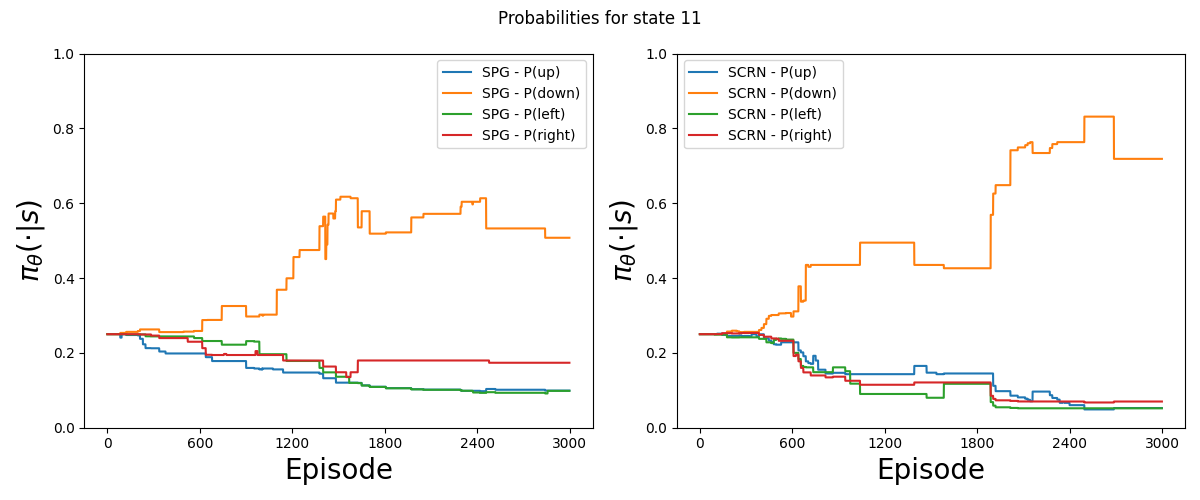 Probabilities for state 11
1.0
0.8
0.6
0.4
0.2
0.0
π_θ(·|s)
SPG - P(up)
SPG - P(down)
SPG - P(left)
SPG - P(right)
0 600 1200 1800 2400 3000
Episode
1.0
0.8
0.6
0.4
0.2
0.0
π_θ(·|s)
SCRN - P(up)
SCRN - P(down)
SCRN - P(left)
SCRN - P(right)
0 600 1200 1800 2400 3000
Episode